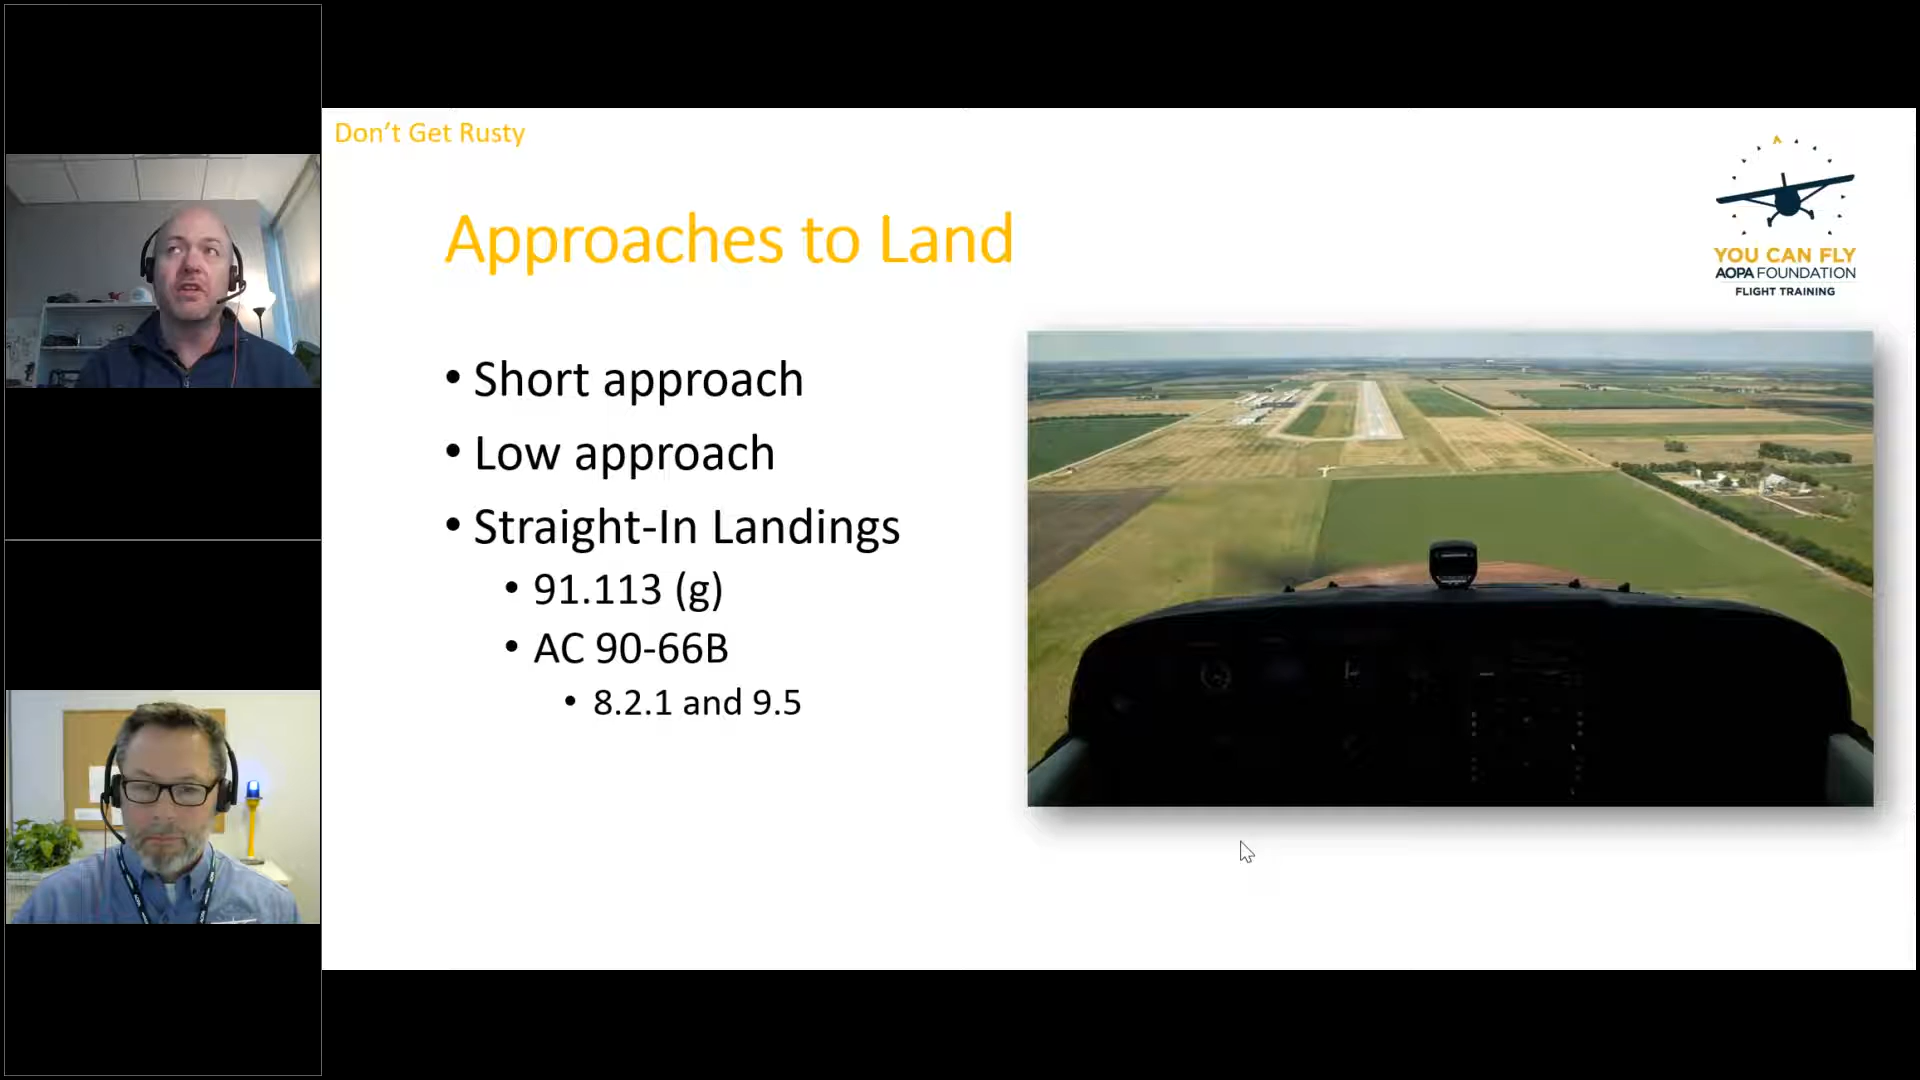 Don't Get Rusty
Approaches to Land
• Short approach
• Low approach
• Straight-In Landings
• 91.113 (g)
• AC 90-66B
• 8.2.1 and 9.5
YOU CAN FLY
AOPA FOUNDATION
FLIGHT TRAINING